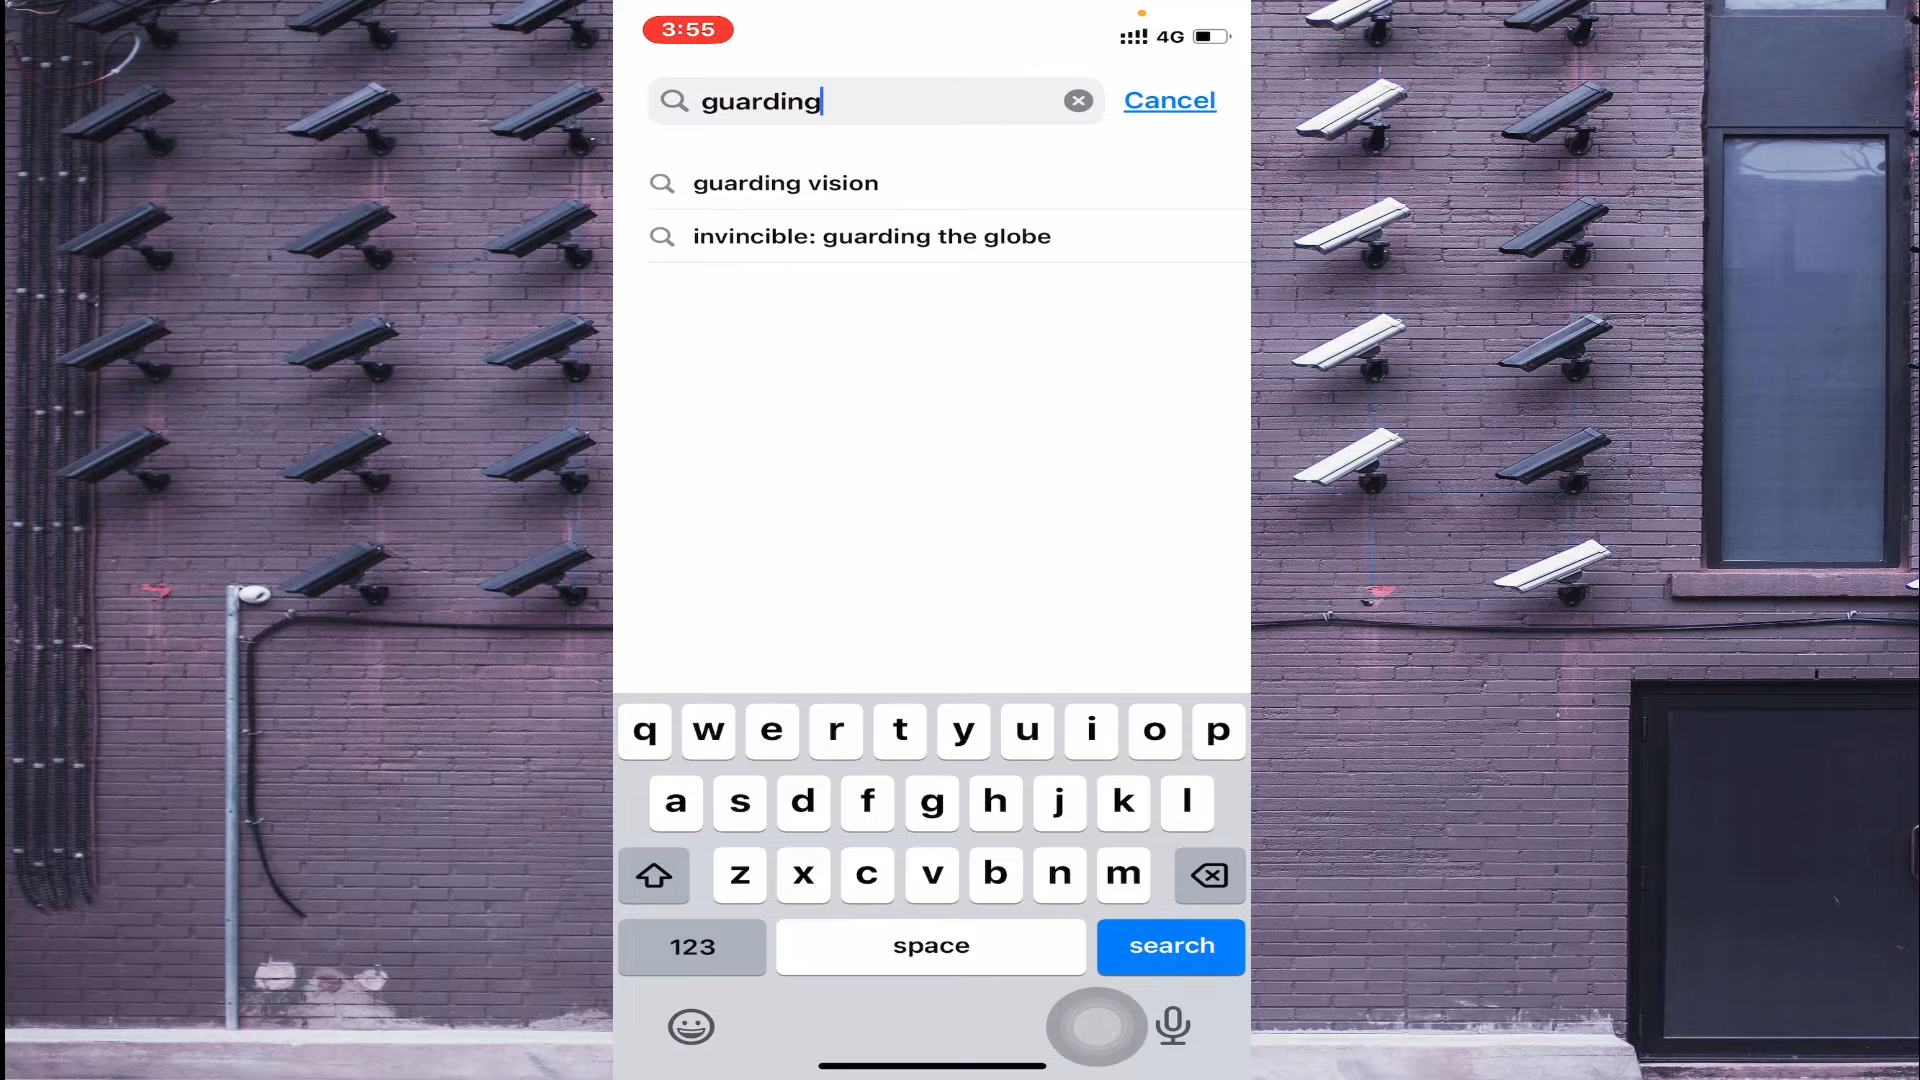 3:55
4G
guarding
Cancel
guarding vision
invincible: guarding the globe
q w e r t y u i o p
a s d f g h j k l
z x c v b n m
123 space search